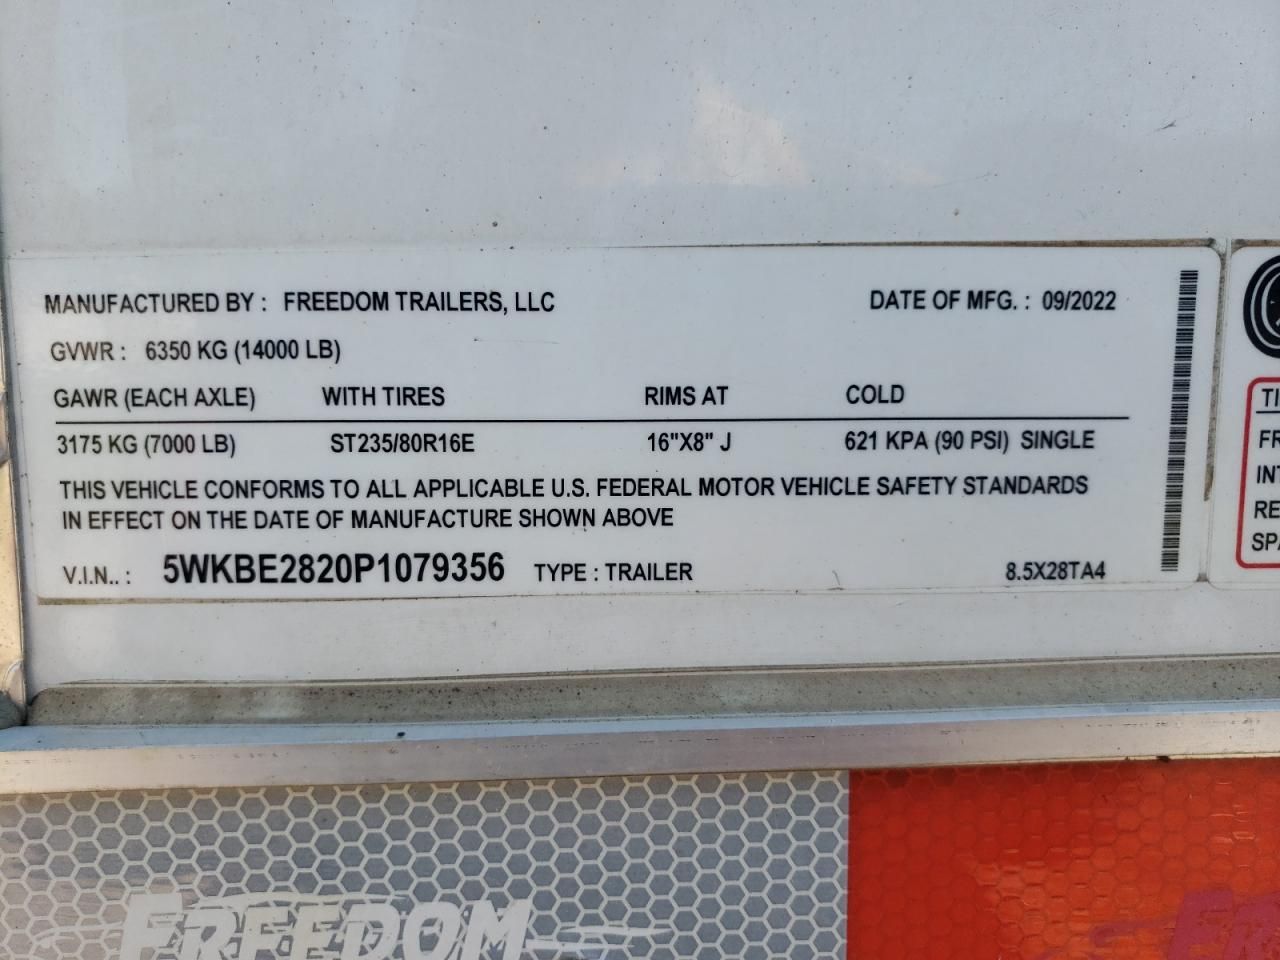 MANUFACTURED BY : FREEDOM TRAILERS, LLC DATE OF MFG. : 09/2022
GVWR : 6350 KG (14000 LB)
GAWR (EACH AXLE) WITH TIRES RIMS AT COLD
3175 KG (7000 LB) ST235/80R16E 16"X8" J 621 KPA (90 PSI) SINGLE
THIS VEHICLE CONFORMS TO ALL APPLICABLE U.S. FEDERAL MOTOR VEHICLE SAFETY STANDARDS
IN EFFECT ON THE DATE OF MANUFACTURE SHOWN ABOVE
V.I.N.. : 5WKBE2820P1079356 TYPE : TRAILER 8.5X28TA4
FREEDOM